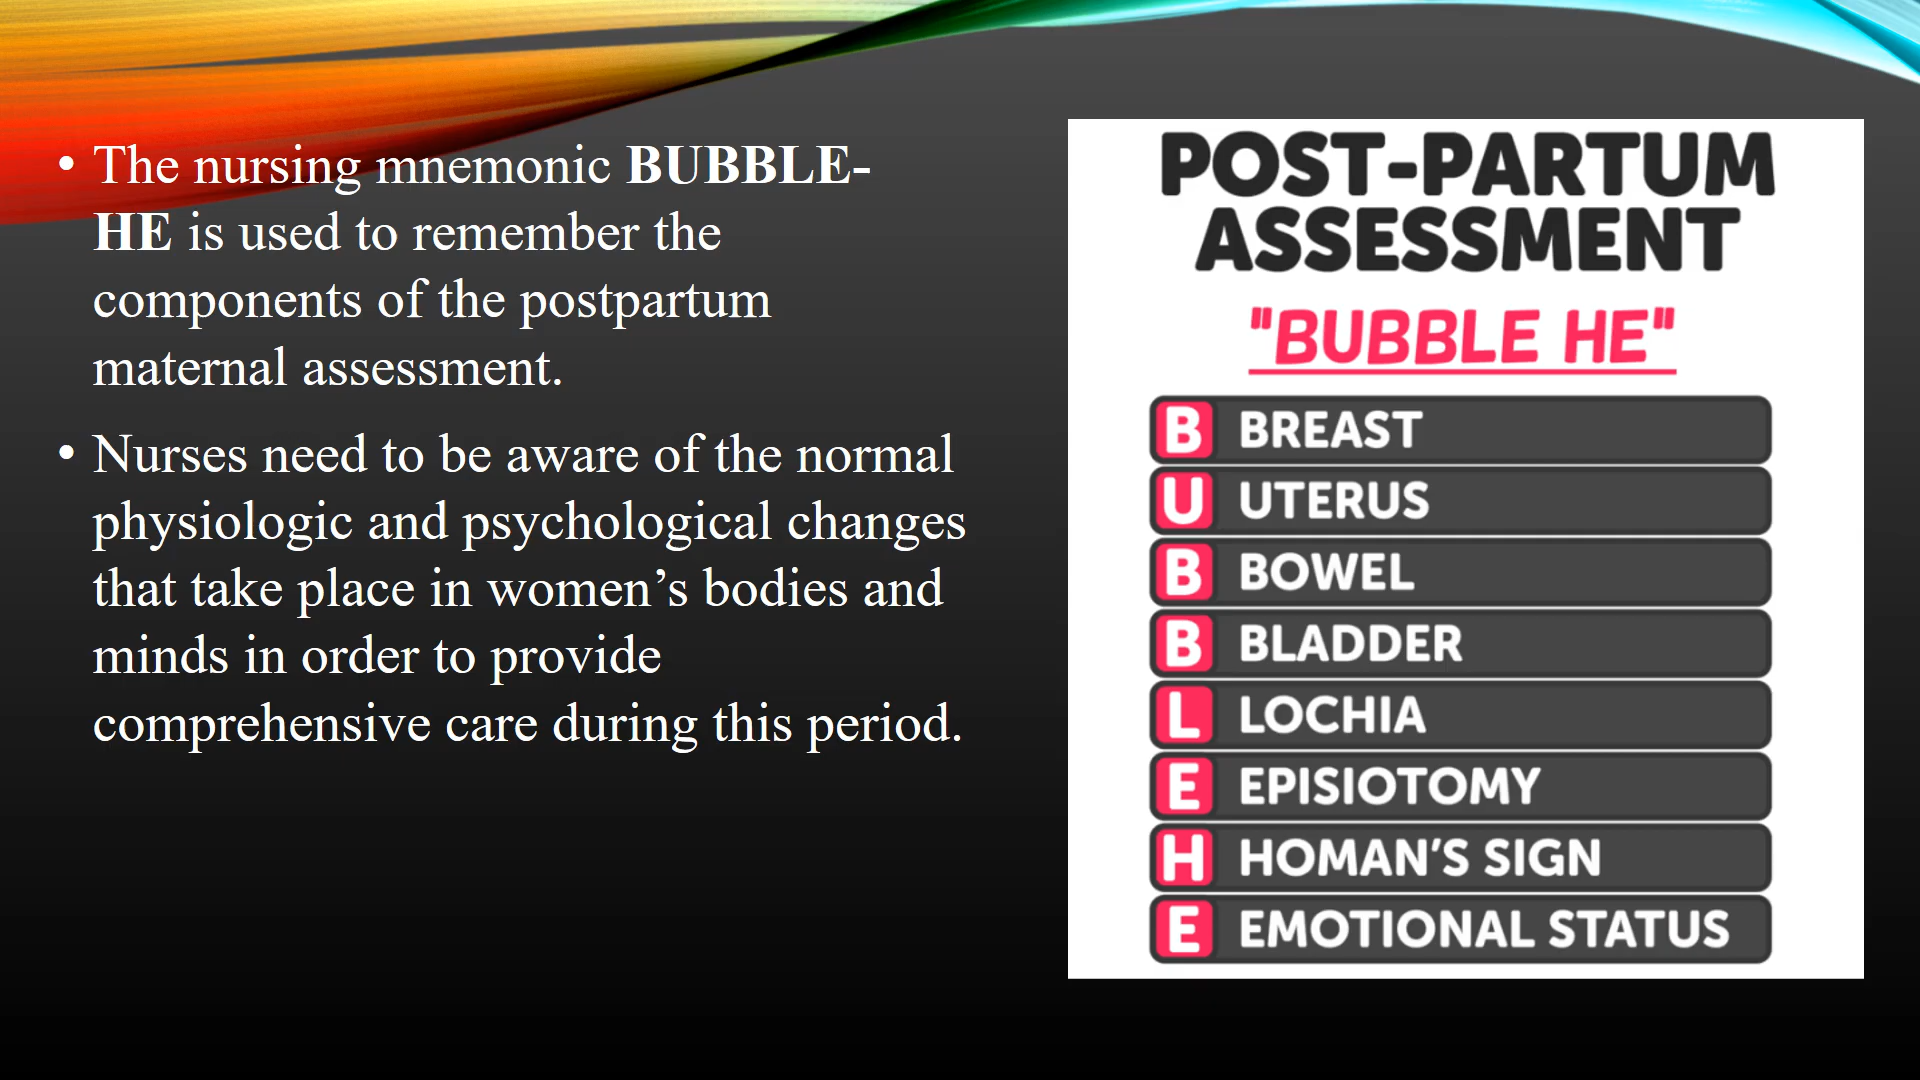 • The nursing mnemonic BUBBLE-
HE is used to remember the
components of the postpartum
maternal assessment.
• Nurses need to be aware of the normal
physiologic and psychological changes
that take place in women’s bodies and
minds in order to provide
comprehensive care during this period.
POST-PARTUM
ASSESSMENT
"BUBBLE HE"
B BREAST
U UTERUS
B BOWEL
B BLADDER
L LOCHIA
E EPISIOTOMY
H HOMAN’S SIGN
E EMOTIONAL STATUS